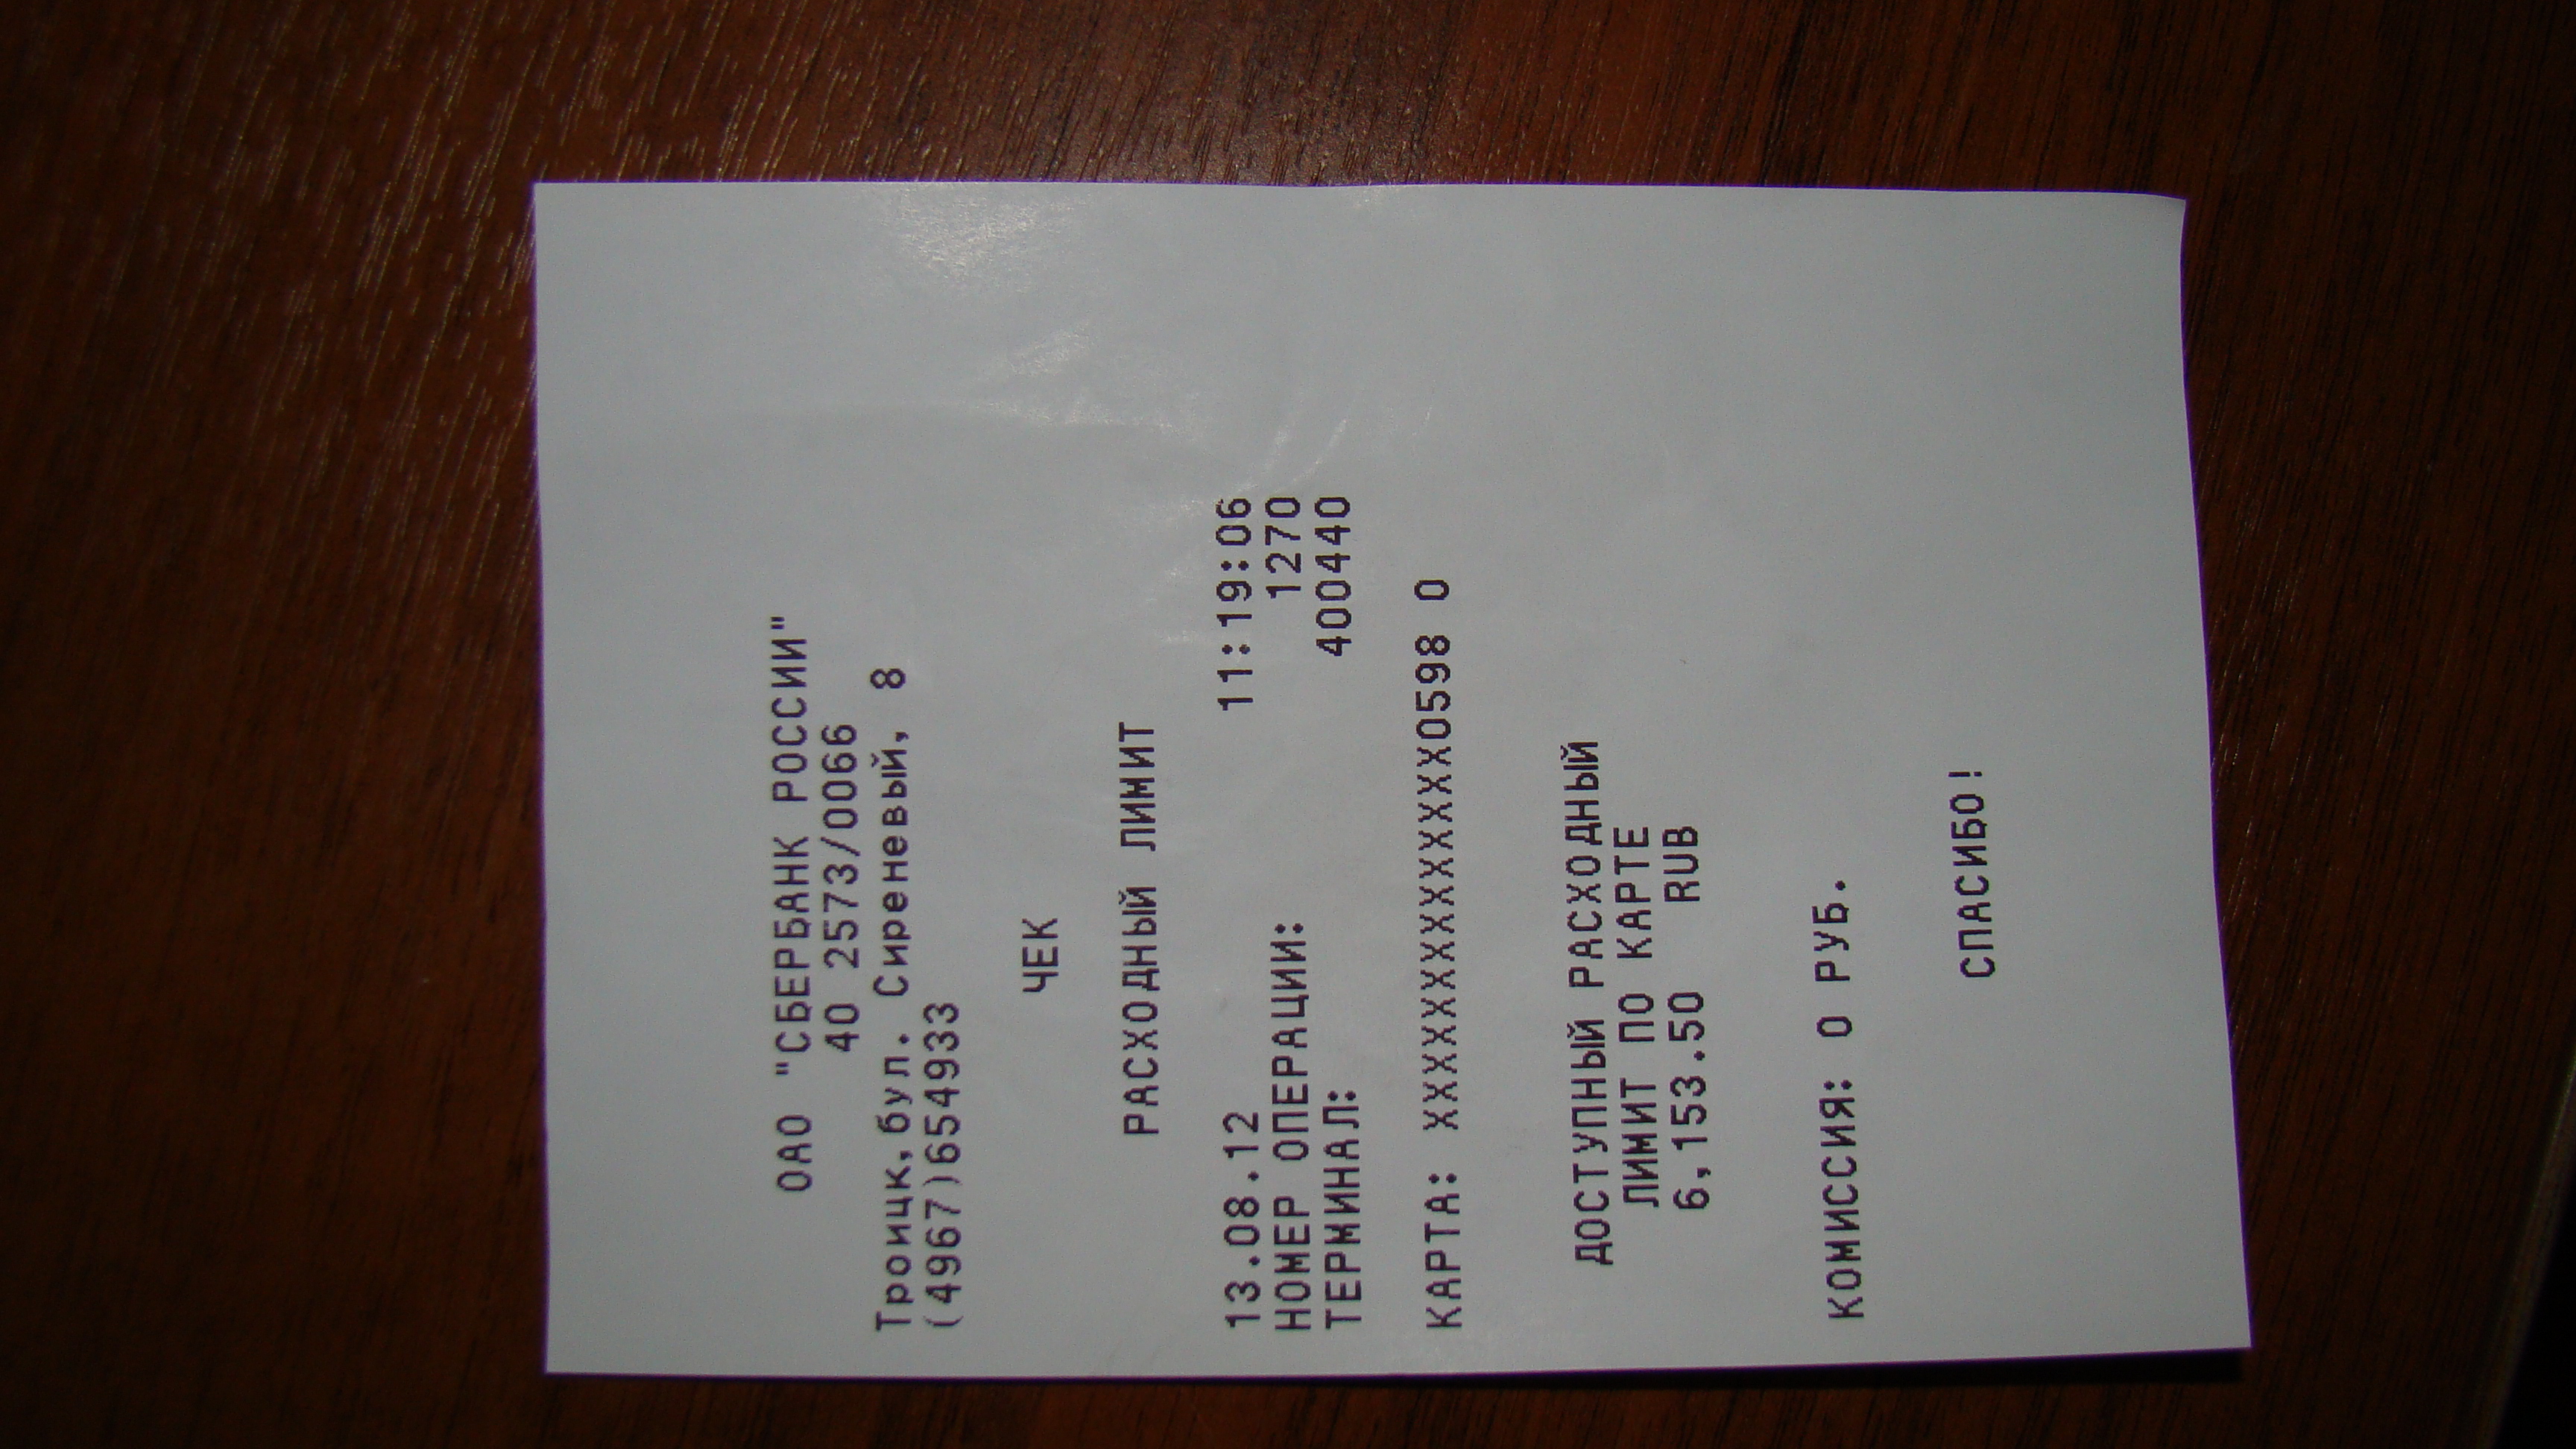 ОАО "СБЕРБАНК РОССИИ"
40 2573/0066
Троицк,бул. Сиреневый, 8
(4967)654933
ЧЕК
РАСХОДНЫЙ ЛИМИТ
13.08.12 11:19:06
НОМЕР ОПЕРАЦИИ: 1270
ТЕРМИНАЛ: 400440
КАРТА: XXXXXXXXXXXXXX0598 0
ДОСТУПНЫЙ РАСХОДНЫЙ
ЛИМИТ ПО КАРТЕ
6,153.50 RUB
КОМИССИЯ: 0 РУБ.
СПАСИБО!